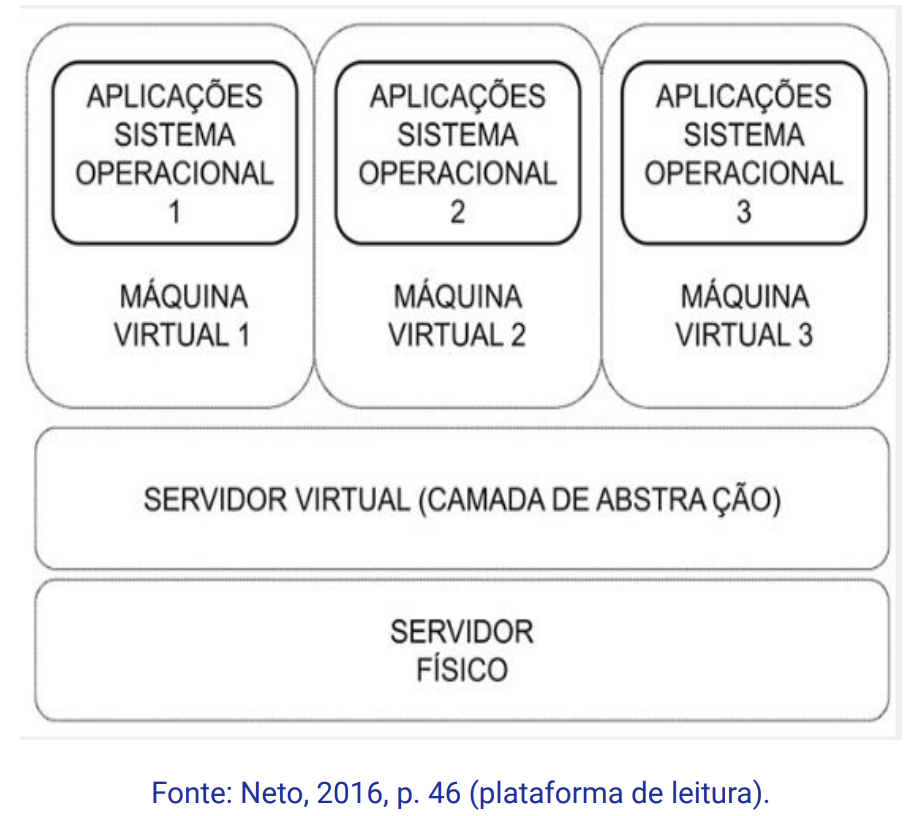 APLICAÇÕES
SISTEMA
OPERACIONAL
1
MÁQUINA
VIRTUAL 1
APLICAÇÕES
SISTEMA
OPERACIONAL
2
MÁQUINA
VIRTUAL 2
APLICAÇÕES
SISTEMA
OPERACIONAL
3
MÁQUINA
VIRTUAL 3
SERVIDOR VIRTUAL (CAMADA DE ABSTRA ÇÃO)
SERVIDOR
FÍSICO
Fonte: Neto, 2016, p. 46 (plataforma de leitura).